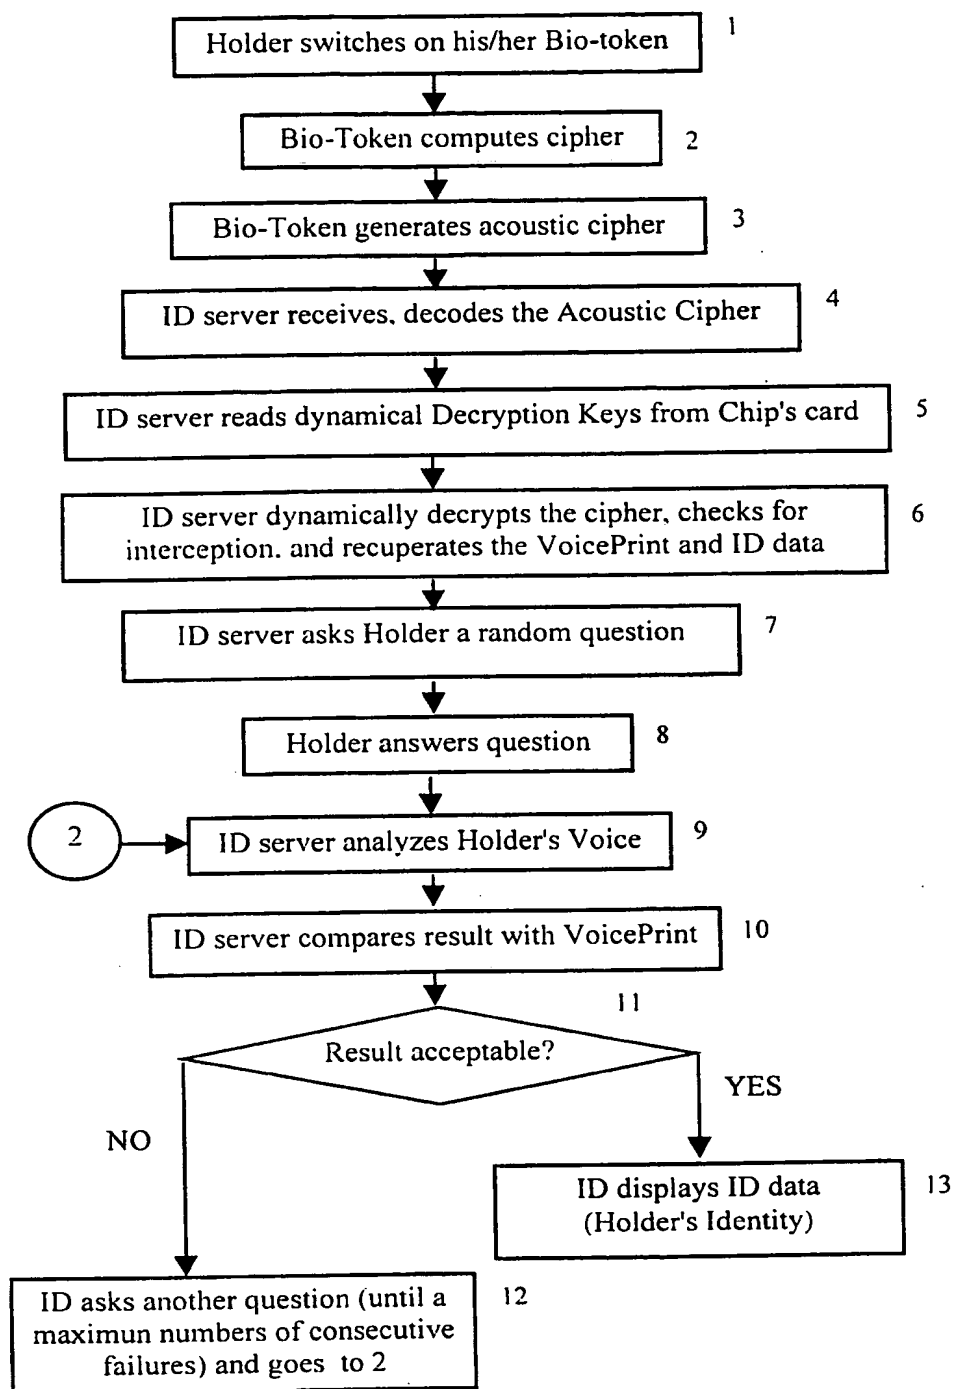 Holder switches on his/her Bio-token
1
Bio-Token computes cipher
2
Bio-Token generates acoustic cipher
3
ID server receives, decodes the Acoustic Cipher
4
ID server reads dynamical Decryption Keys from Chip's card
5
ID server dynamically decrypts the cipher, checks for
interception. and recuperates the VoicePrint and ID data
6
ID server asks Holder a random question
7
Holder answers question
8
2
ID server analyzes Holder's Voice
9
ID server compares result with VoicePrint
10
11
Result acceptable?
YES
NO
ID displays ID data
(Holder's Identity)
13
ID asks another question (until a
maximun numbers of consecutive
failures) and goes to 2
12